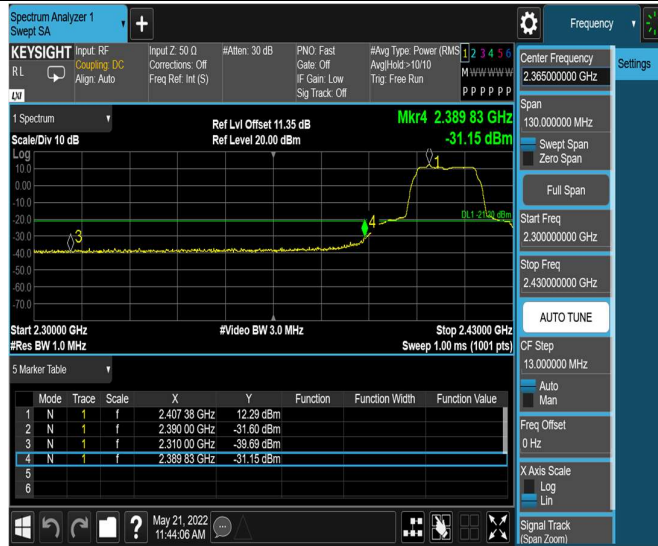 Spectrum Analyzer 1
Swept SA
Frequency
KEYSIGHT
RL
LXI
Input: RF
Coupling: DC
Align: Auto
Input Z: 50 Ω
Corrections: Off
Freq Ref: Int (S)
#Atten: 30 dB
PNO: Fast
Gate: Off
IF Gain: Low
Sig Track: Off
#Avg Type: Power (RMS
Avg|Hold:>10/10
Trig: Free Run
1 2 3 4 5 6
M W W W W W
P P P P P P
1 Spectrum
Scale/Div 10 dB
Ref Lvl Offset 11.35 dB
Ref Level 20.00 dBm
Mkr4 2.389 83 GHz
-31.15 dBm
Log
10.0
0.00
-10.0
-20.0
-30.0
-40.0
-50.0
-60.0
-70.0
1
3
4
Start 2.30000 GHz
#Res BW 1.0 MHz
#Video BW 3.0 MHz
Stop 2.43000 GHz
Sweep 1.00 ms (1001 pts)
5 Marker Table
Mode Trace Scale X Y Function Function Width Function Value
1 N 1 f 2.407 38 GHz 12.29 dBm
2 N 1 f 2.390 00 GHz -31.60 dBm
3 N 1 f 2.310 00 GHz -39.69 dBm
4 N 1 f 2.389 83 GHz -31.15 dBm
5
6
May 21, 2022
11:44:06 AM
Center Frequency
2.365000000 GHz
Settings
Span
130.000000 MHz
Swept Span
Zero Span
Full Span
Start Freq
2.300000000 GHz
Stop Freq
2.430000000 GHz
AUTO TUNE
CF Step
13.000000 MHz
Auto
Man
Freq Offset
0 Hz
X Axis Scale
Log
Lin
Signal Track
(Span Zoom)